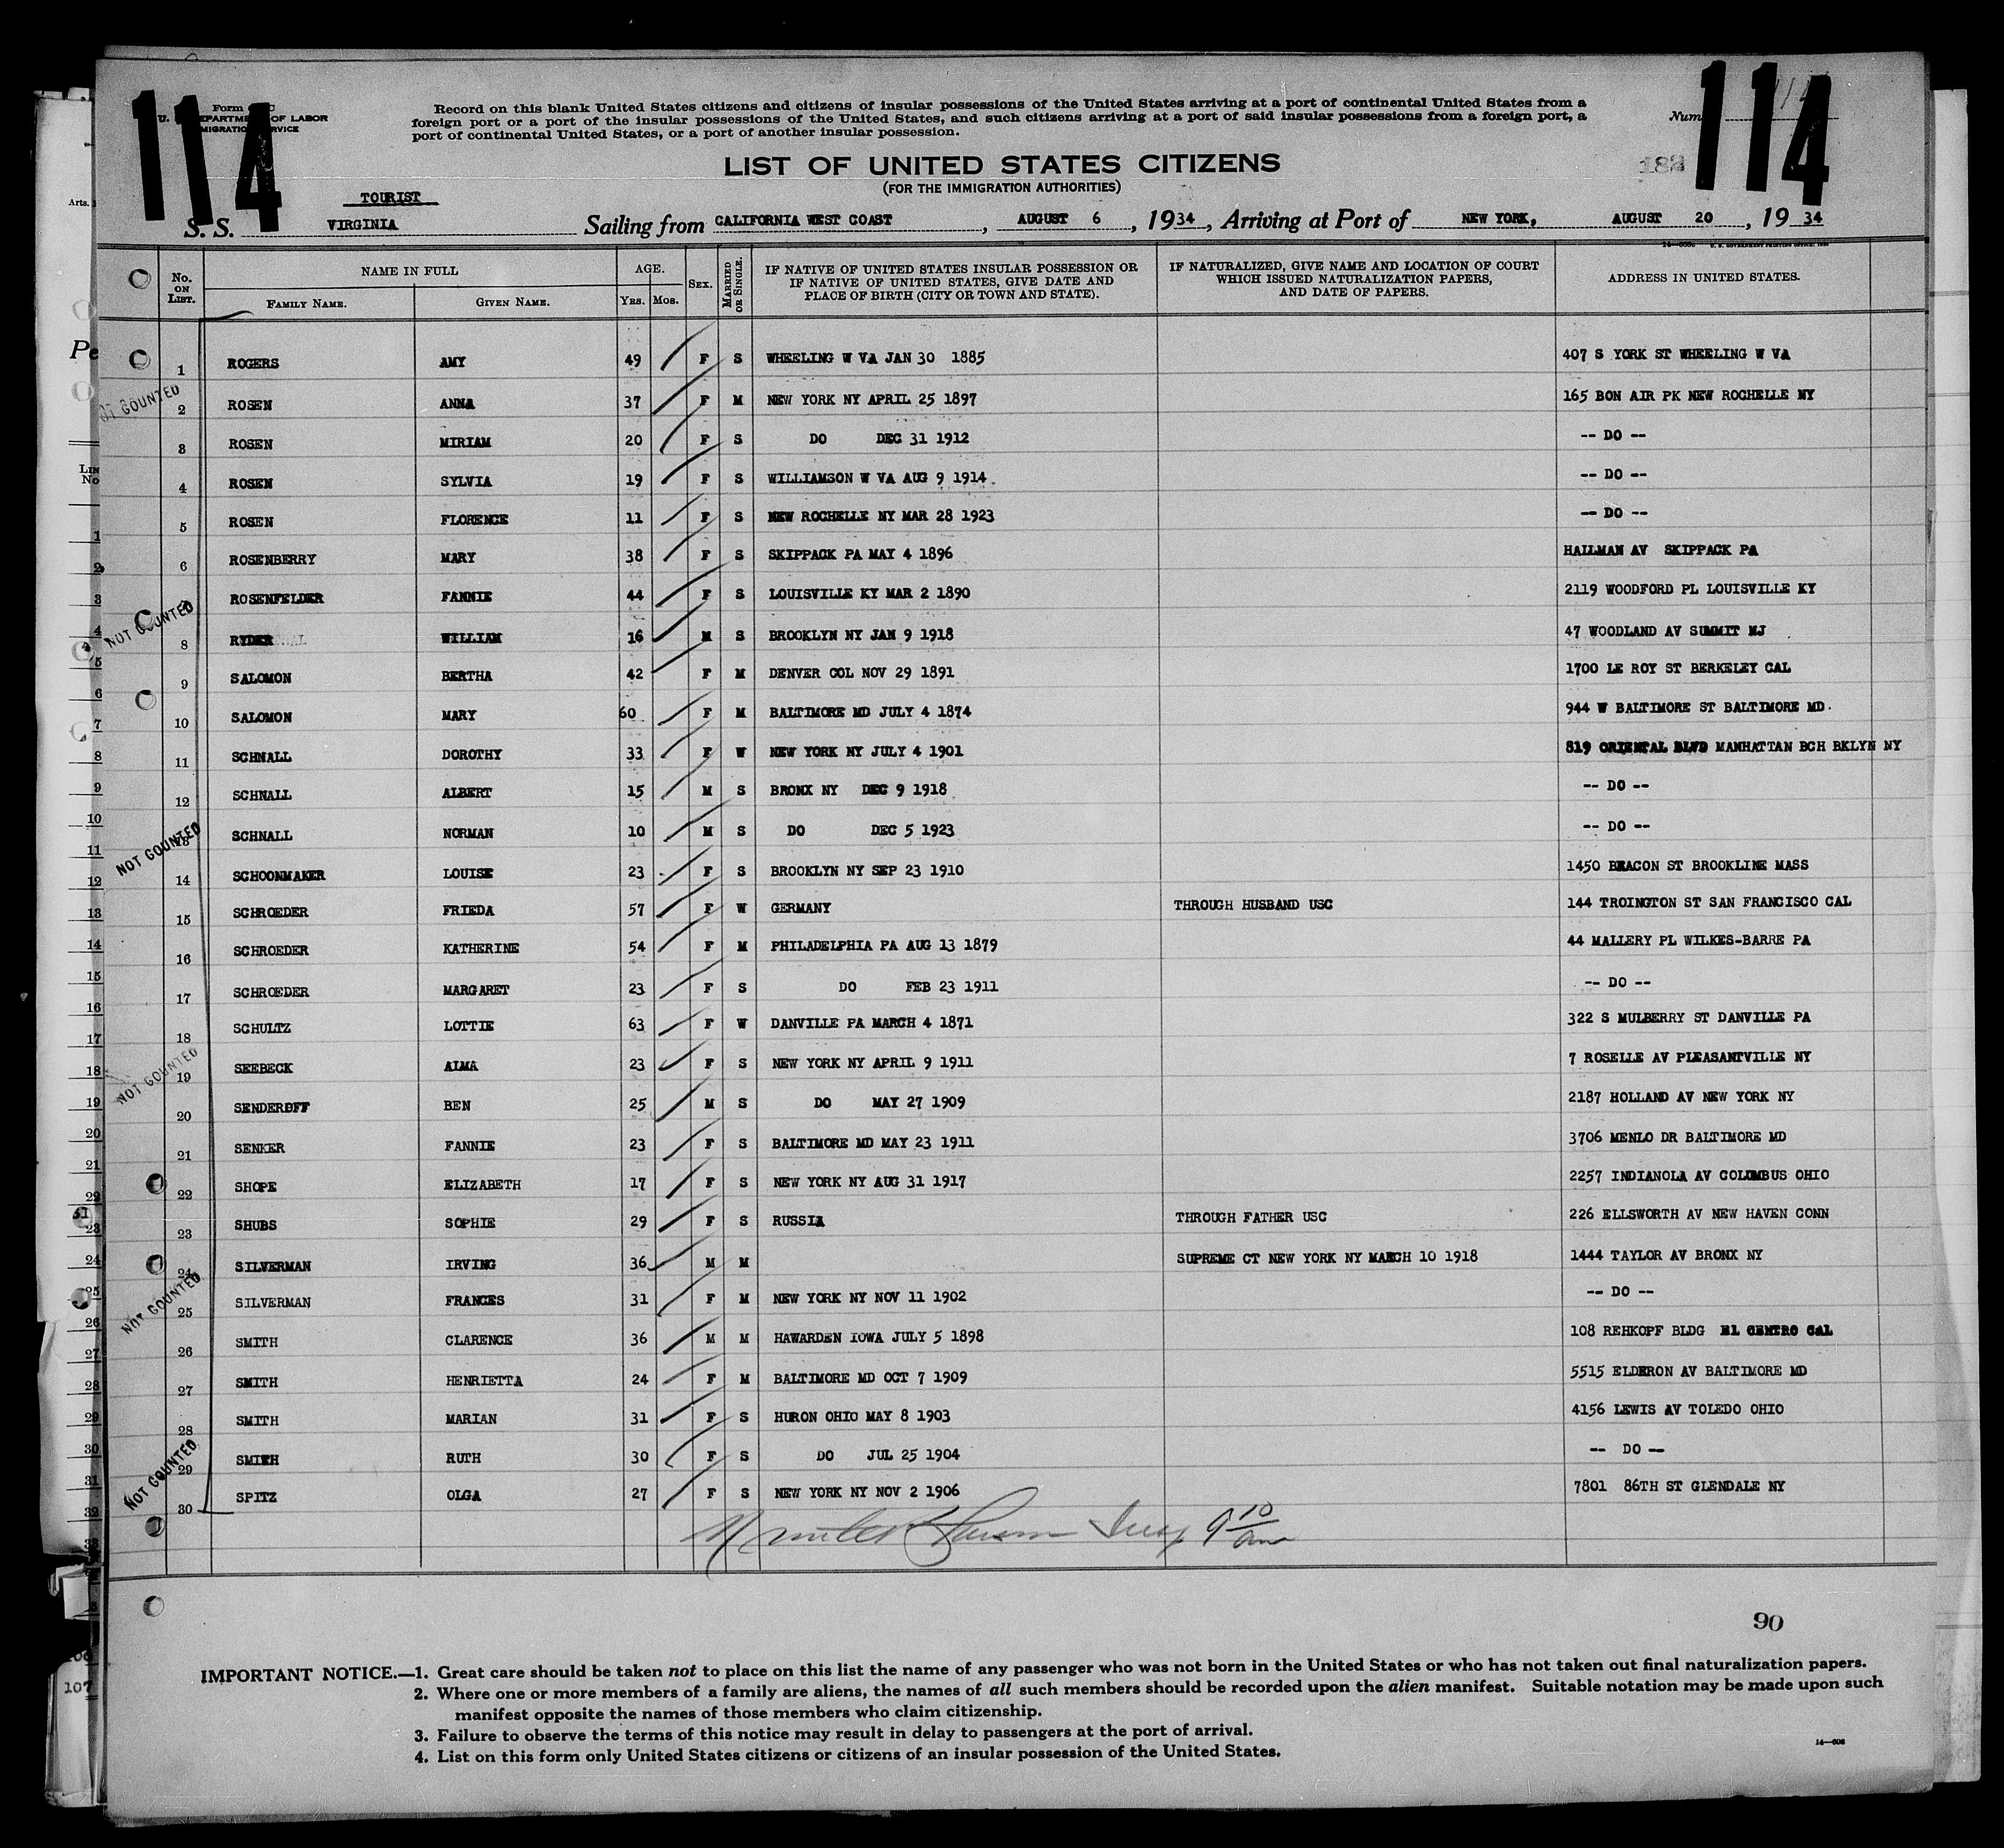 114
114
Form
U. S. DEPARTMENT OF LABOR
IMMIGRATION SERVICE
Record on this blank United States citizens and citizens of insular possessions of the United States arriving at a port of continental United States from a
foreign port or a port of the insular possessions of the United States, and such citizens arriving at a port of said insular possessions from a foreign port, a
port of continental United States, or a port of another insular possession.
LIST OF UNITED STATES CITIZENS
(FOR THE IMMIGRATION AUTHORITIES)
TOURIST
S. S. VIRGINIA Sailing from CALIFORNIA WEST COAST, AUGUST 6, 1934, Arriving at Port of NEW YORK, AUGUST 20, 1934
No. ON LIST. NAME IN FULL AGE. SEX. MARRIED OR SINGLE. IF NATIVE OF UNITED STATES INSULAR POSSESSION OR IF NATIVE OF UNITED STATES, GIVE DATE AND PLACE OF BIRTH (CITY OR TOWN AND STATE). IF NATURALIZED, GIVE NAME AND LOCATION OF COURT WHICH ISSUED NATURALIZATION PAPERS, AND DATE OF PAPERS. ADDRESS IN UNITED STATES.
FAMILY NAME. GIVEN NAME. YRS. MOS.
1 ROGERS AMY 49 F S WHEELING W VA JAN 30 1885 407 S YORK ST WHEELING W VA
2 ROSEN ANNA 37 F M NEW YORK NY APRIL 25 1897 165 BON AIR PK NEW ROCHELLE NY
3 ROSEN MIRIAM 20 F S DO DEC 31 1912 -- DO --
4 ROSEN SYLVIA 19 F S WILLIAMSON W VA AUG 9 1914. -- DO --
5 ROSEN FLORENCE 11 F S NEW ROCHELLE NY MAR 28 1923 -- DO --
6 ROSENBERRY MARY 38 F S SKIPPACK PA MAY 4 1896 HALLMAN AV SKIPPACK PA
ROSENFELDER FANNIE 44 F S LOUISVILLE KY MAR 2 1890 2119 WOODFORD PL LOUISVILLE KY
8 RYDER WILLIAM 16 M S BROOKLYN NY JAN 9 1918 47 WOODLAND AV SUMMIT NJ
9 SALOMON BERTHA 42 F M DENVER COL NOV 29 1891 1700 LE ROY ST BERKELEY CAL
10 SALOMON MARY 60 F M BALTIMORE MD JULY 4 1874 944 W BALTIMORE ST BALTIMORE MD.
11 SCHNALL DOROTHY 33 F W NEW YORK NY JULY 4 1901 819 ORIENTAL BLVD MANHATTAN BCH BKLYN NY
12 SCHNALL ALBERT 15 M S BRONX NY DEC 9 1918 -- DO --
13 SCHNALL NORMAN 10 M S DO DEC 5 1923 -- DO --
14 SCHOONMAKER LOUISE 23 F S BROOKLYN NY SEP 23 1910 1450 BEACON ST BROOKLINE MASS
15 SCHROEDER FRIEDA 57 F W GERMANY THROUGH HUSBAND USC 144 TROINGTON ST SAN FRANCISCO CAL
16 SCHROEDER KATHERINE 54 F M PHILADELPHIA PA AUG 13 1879 44 MALLERY PL WILKES-BARRE PA
17 SCHROEDER MARGARET 23 F S DO FEB 23 1911 -- DO --
18 SCHULTZ LOTTIE 63 F W DANVILLE PA MARCH 4 1871 322 S MULBERRY ST DANVILLE PA
19 SEEBECK ALMA 23 F S NEW YORK NY APRIL 9 1911 7 ROSELLE AV PLEASANTVILLE NY
20 SENDEROFF BEN 25 M S DO MAY 27 1909 2187 HOLLAND AV NEW YORK NY
21 SENKER FANNIE 23 F S BALTIMORE MD MAY 23 1911 3706 MENLO DR BALTIMORE MD
22 SHOPE ELIZABETH 17 F S NEW YORK NY AUG 31 1917 2257 INDIANOLA AV COLUMBUS OHIO
23 SHUBS SOPHIE 29 F S RUSSIA THROUGH FATHER USC 226 ELLSWORTH AV NEW HAVEN CONN
24 SILVERMAN IRVING 36 M M SUPREME CT NEW YORK NY MARCH 10 1918 1444 TAYLOR AV BRONX NY
25 SILVERMAN FRANCES 31 F M NEW YORK NY NOV 11 1902 -- DO --
26 SMITH CLARENCE 36 M M HAWARDEN IOWA JULY 5 1898 108 REHKOPF BLDG El CENTRO CAL
27 SMITH HENRIETTA 24 F M BALTIMORE MD OCT 7 1909 5515 ELDERON AV BALTIMORE MD
28 SMITH MARIAN 31 F S HURON OHIO MAY 8 1903 4156 LEWIS AV TOLEDO OHIO
29 SMITH RUTH 30 F S DO JUL 25 1904 -- DO --
30 SPITZ OLGA 27 F S NEW YORK NY NOV 2 1906 7801 86TH ST GLENDALE NY
NOT COUNTED
NOT COUNTED
NOT COUNTED
NOT COUNTED
NOT COUNTED
NOT COUNTED
9 10 am
90
IMPORTANT NOTICE.—1. Great care should be taken not to place on this list the name of any passenger who was not born in the United States or who has not taken out final naturalization papers.
2. Where one or more members of a family are aliens, the names of all such members should be recorded upon the alien manifest. Suitable notation may be made upon such
manifest opposite the names of those members who claim citizenship.
3. Failure to observe the terms of this notice may result in delay to passengers at the port of arrival.
4. List on this form only United States citizens or citizens of an insular possession of the United States.
14—606